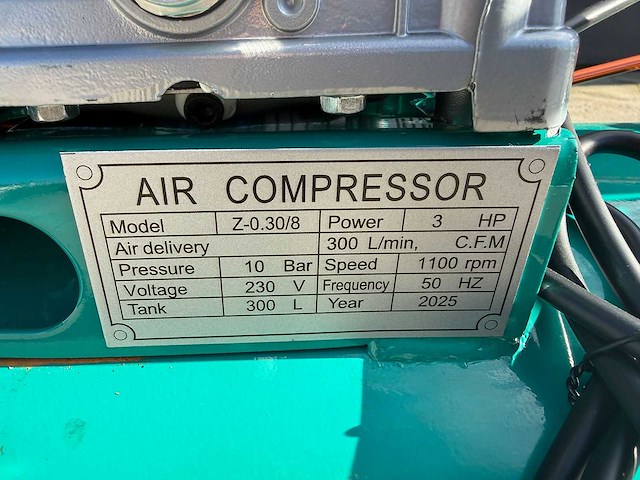 AIR COMPRESSOR
Model Z-0.30/8 Power 3 HP
Air delivery 300 L/min, C.F.M
Pressure 10 Bar Speed 1100 rpm
Voltage 230 V Frequency 50 HZ
Tank 300 L Year 2025